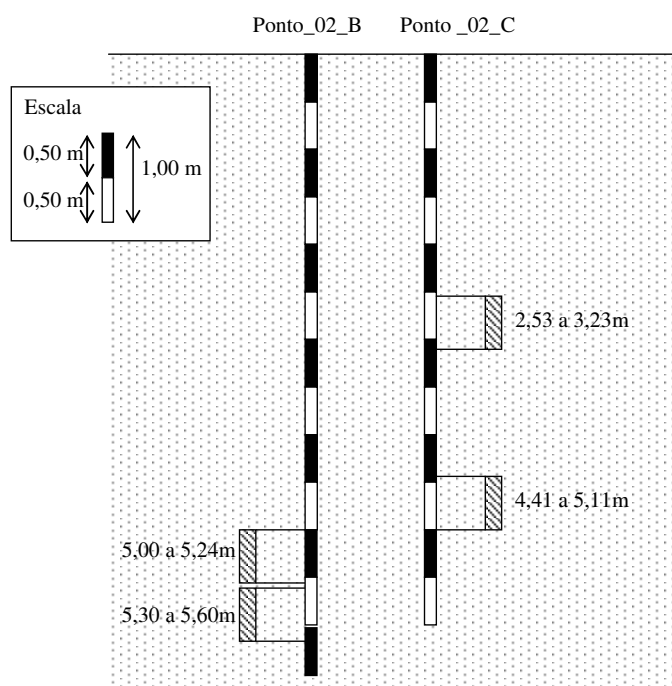 Ponto_02_B
Ponto _02_C
Escala
0,50 m
1,00 m
0,50 m
2,53 a 3,23m
4,41 a 5,11m
5,00 a 5,24m
5,30 a 5,60m